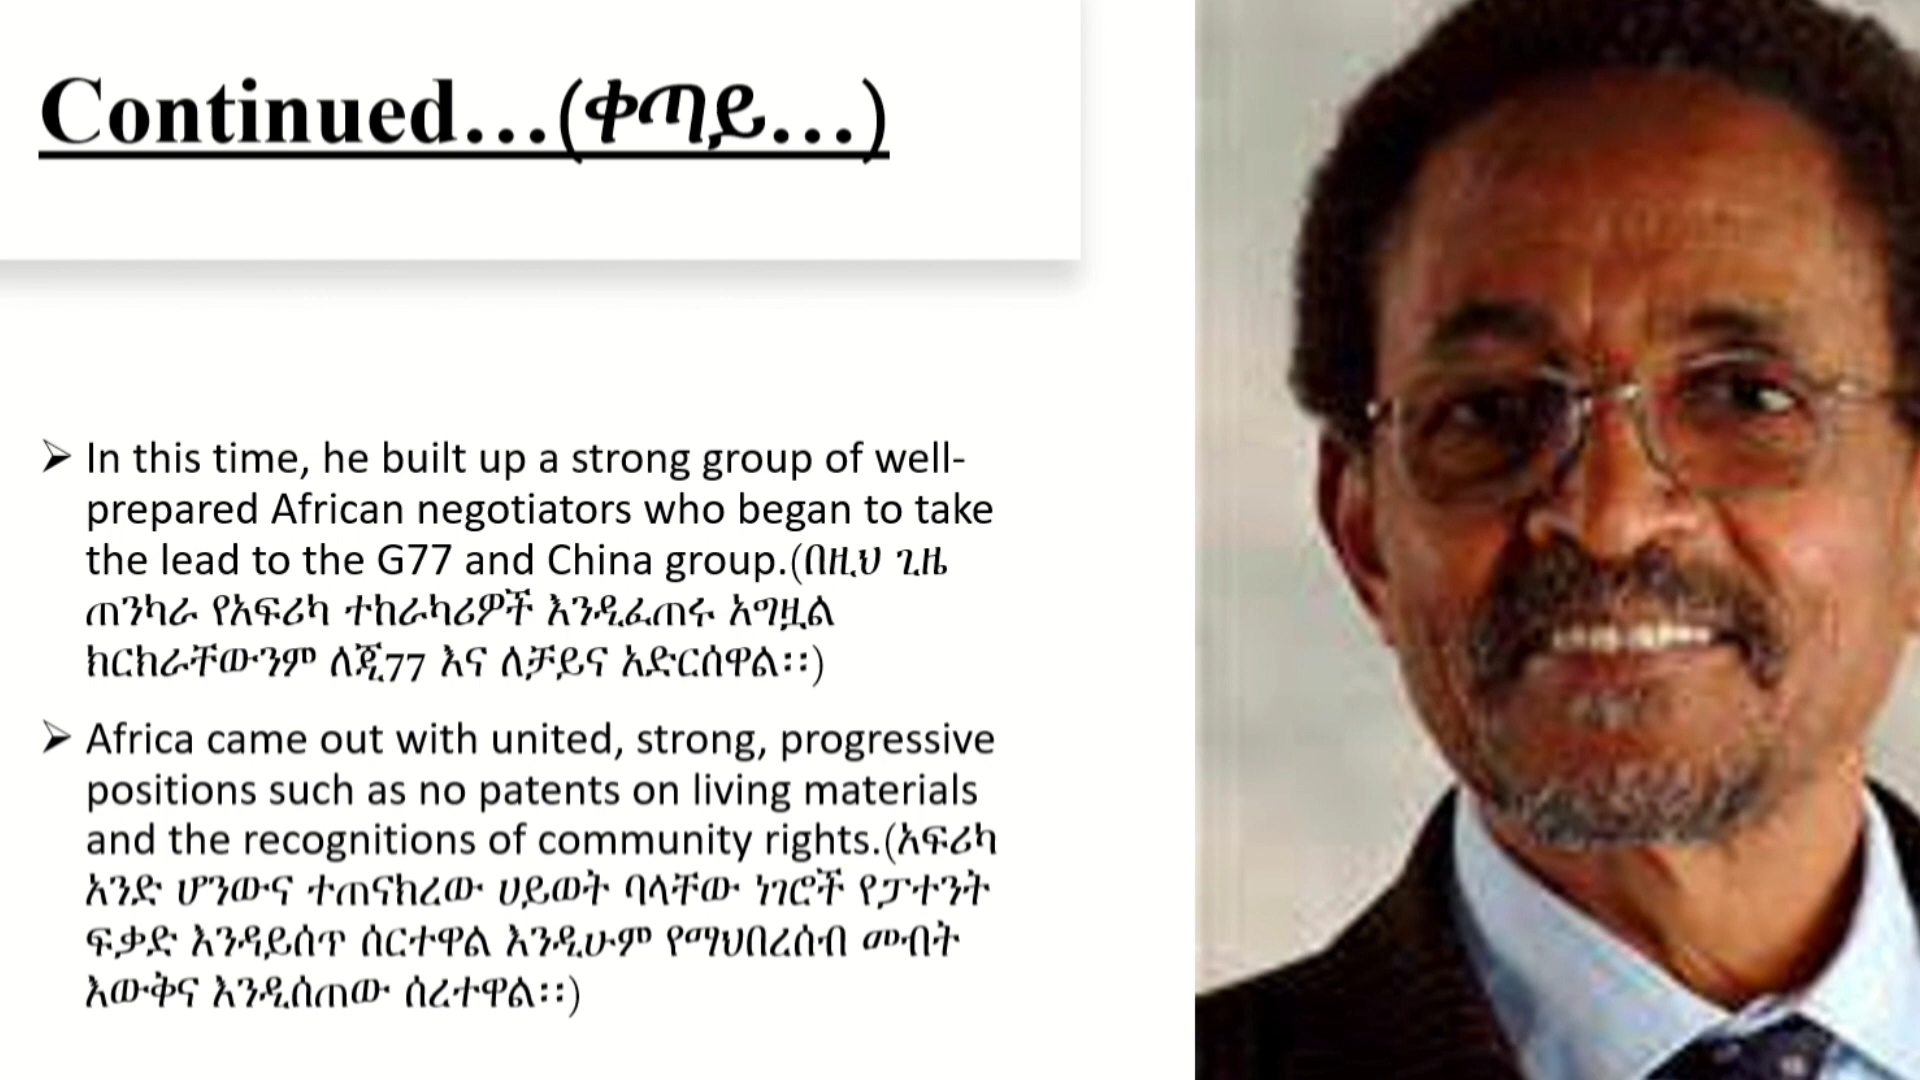 Continued…(ቀጣይ…)
➢ In this time, he built up a strong group of well-
prepared African negotiators who began to take
the lead to the G77 and China group.(በዚህ ጊዜ
ጠንካራ የአፍሪካ ተከራካሪዎች እንዲፈጠሩ አግዟል
ክርክራቸውንም ለጂ77 እና ለቻይና አድርሰዋል፡፡)
➢ Africa came out with united, strong, progressive
positions such as no patents on living materials
and the recognitions of community rights.(አፍሪካ
አንድ ሆንውና ተጠናክረው ሀይወት ባላቸው ነገሮች የፓተንት
ፍቃድ እንዳይሰጥ ሰርተዋል እንዲሁም የማህበረሰብ መብት
እውቅና እንዲሰጠው ሰረተዋል፡፡)